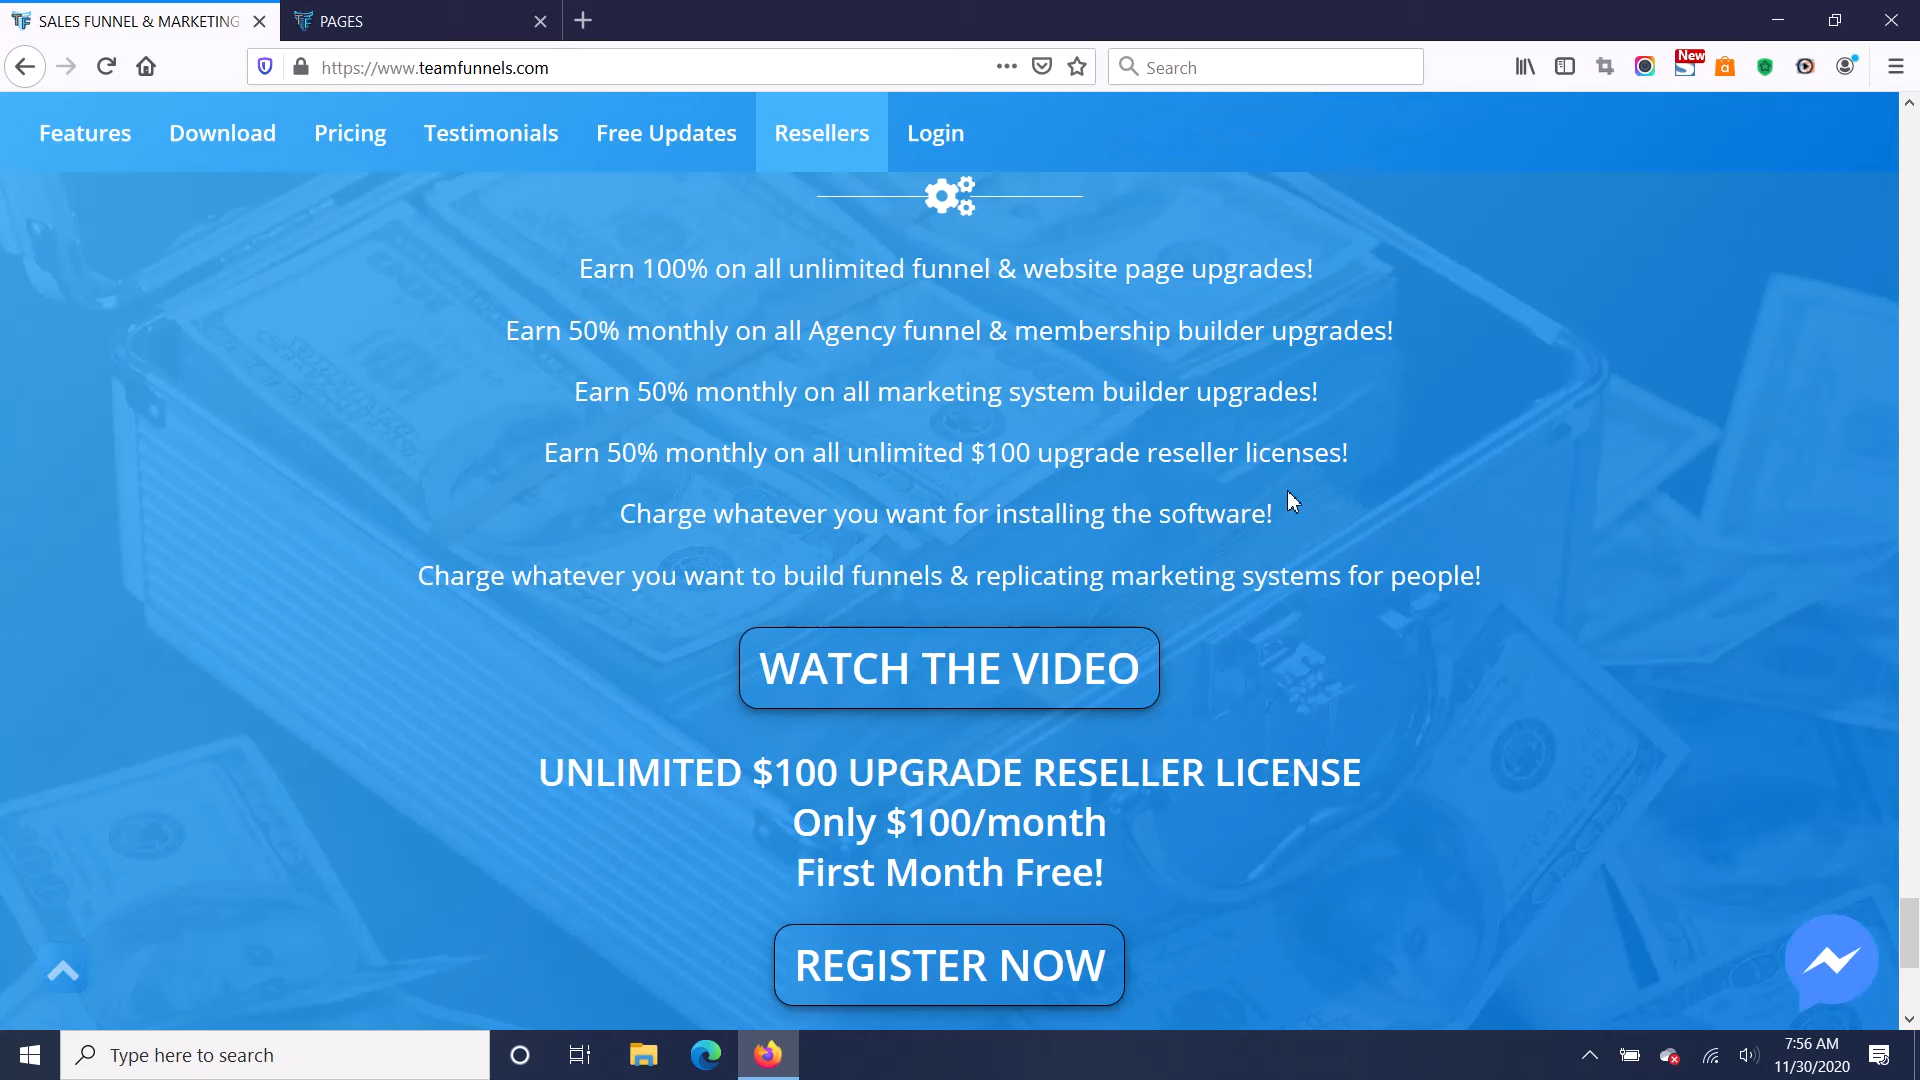 SALES FUNNEL & MARKETING
PAGES
https://www.teamfunnels.com
Search
New
Features
Download
Pricing
Testimonials
Free Updates
Resellers
Login
Earn 100% on all unlimited funnel & website page upgrades!
Earn 50% monthly on all Agency funnel & membership builder upgrades!
Earn 50% monthly on all marketing system builder upgrades!
Earn 50% monthly on all unlimited $100 upgrade reseller licenses!
Charge whatever you want for installing the software!
Charge whatever you want to build funnels & replicating marketing systems for people!
WATCH THE VIDEO
UNLIMITED $100 UPGRADE RESELLER LICENSE
Only $100/month
First Month Free!
REGISTER NOW
Type here to search
7:56 AM
11/30/2020